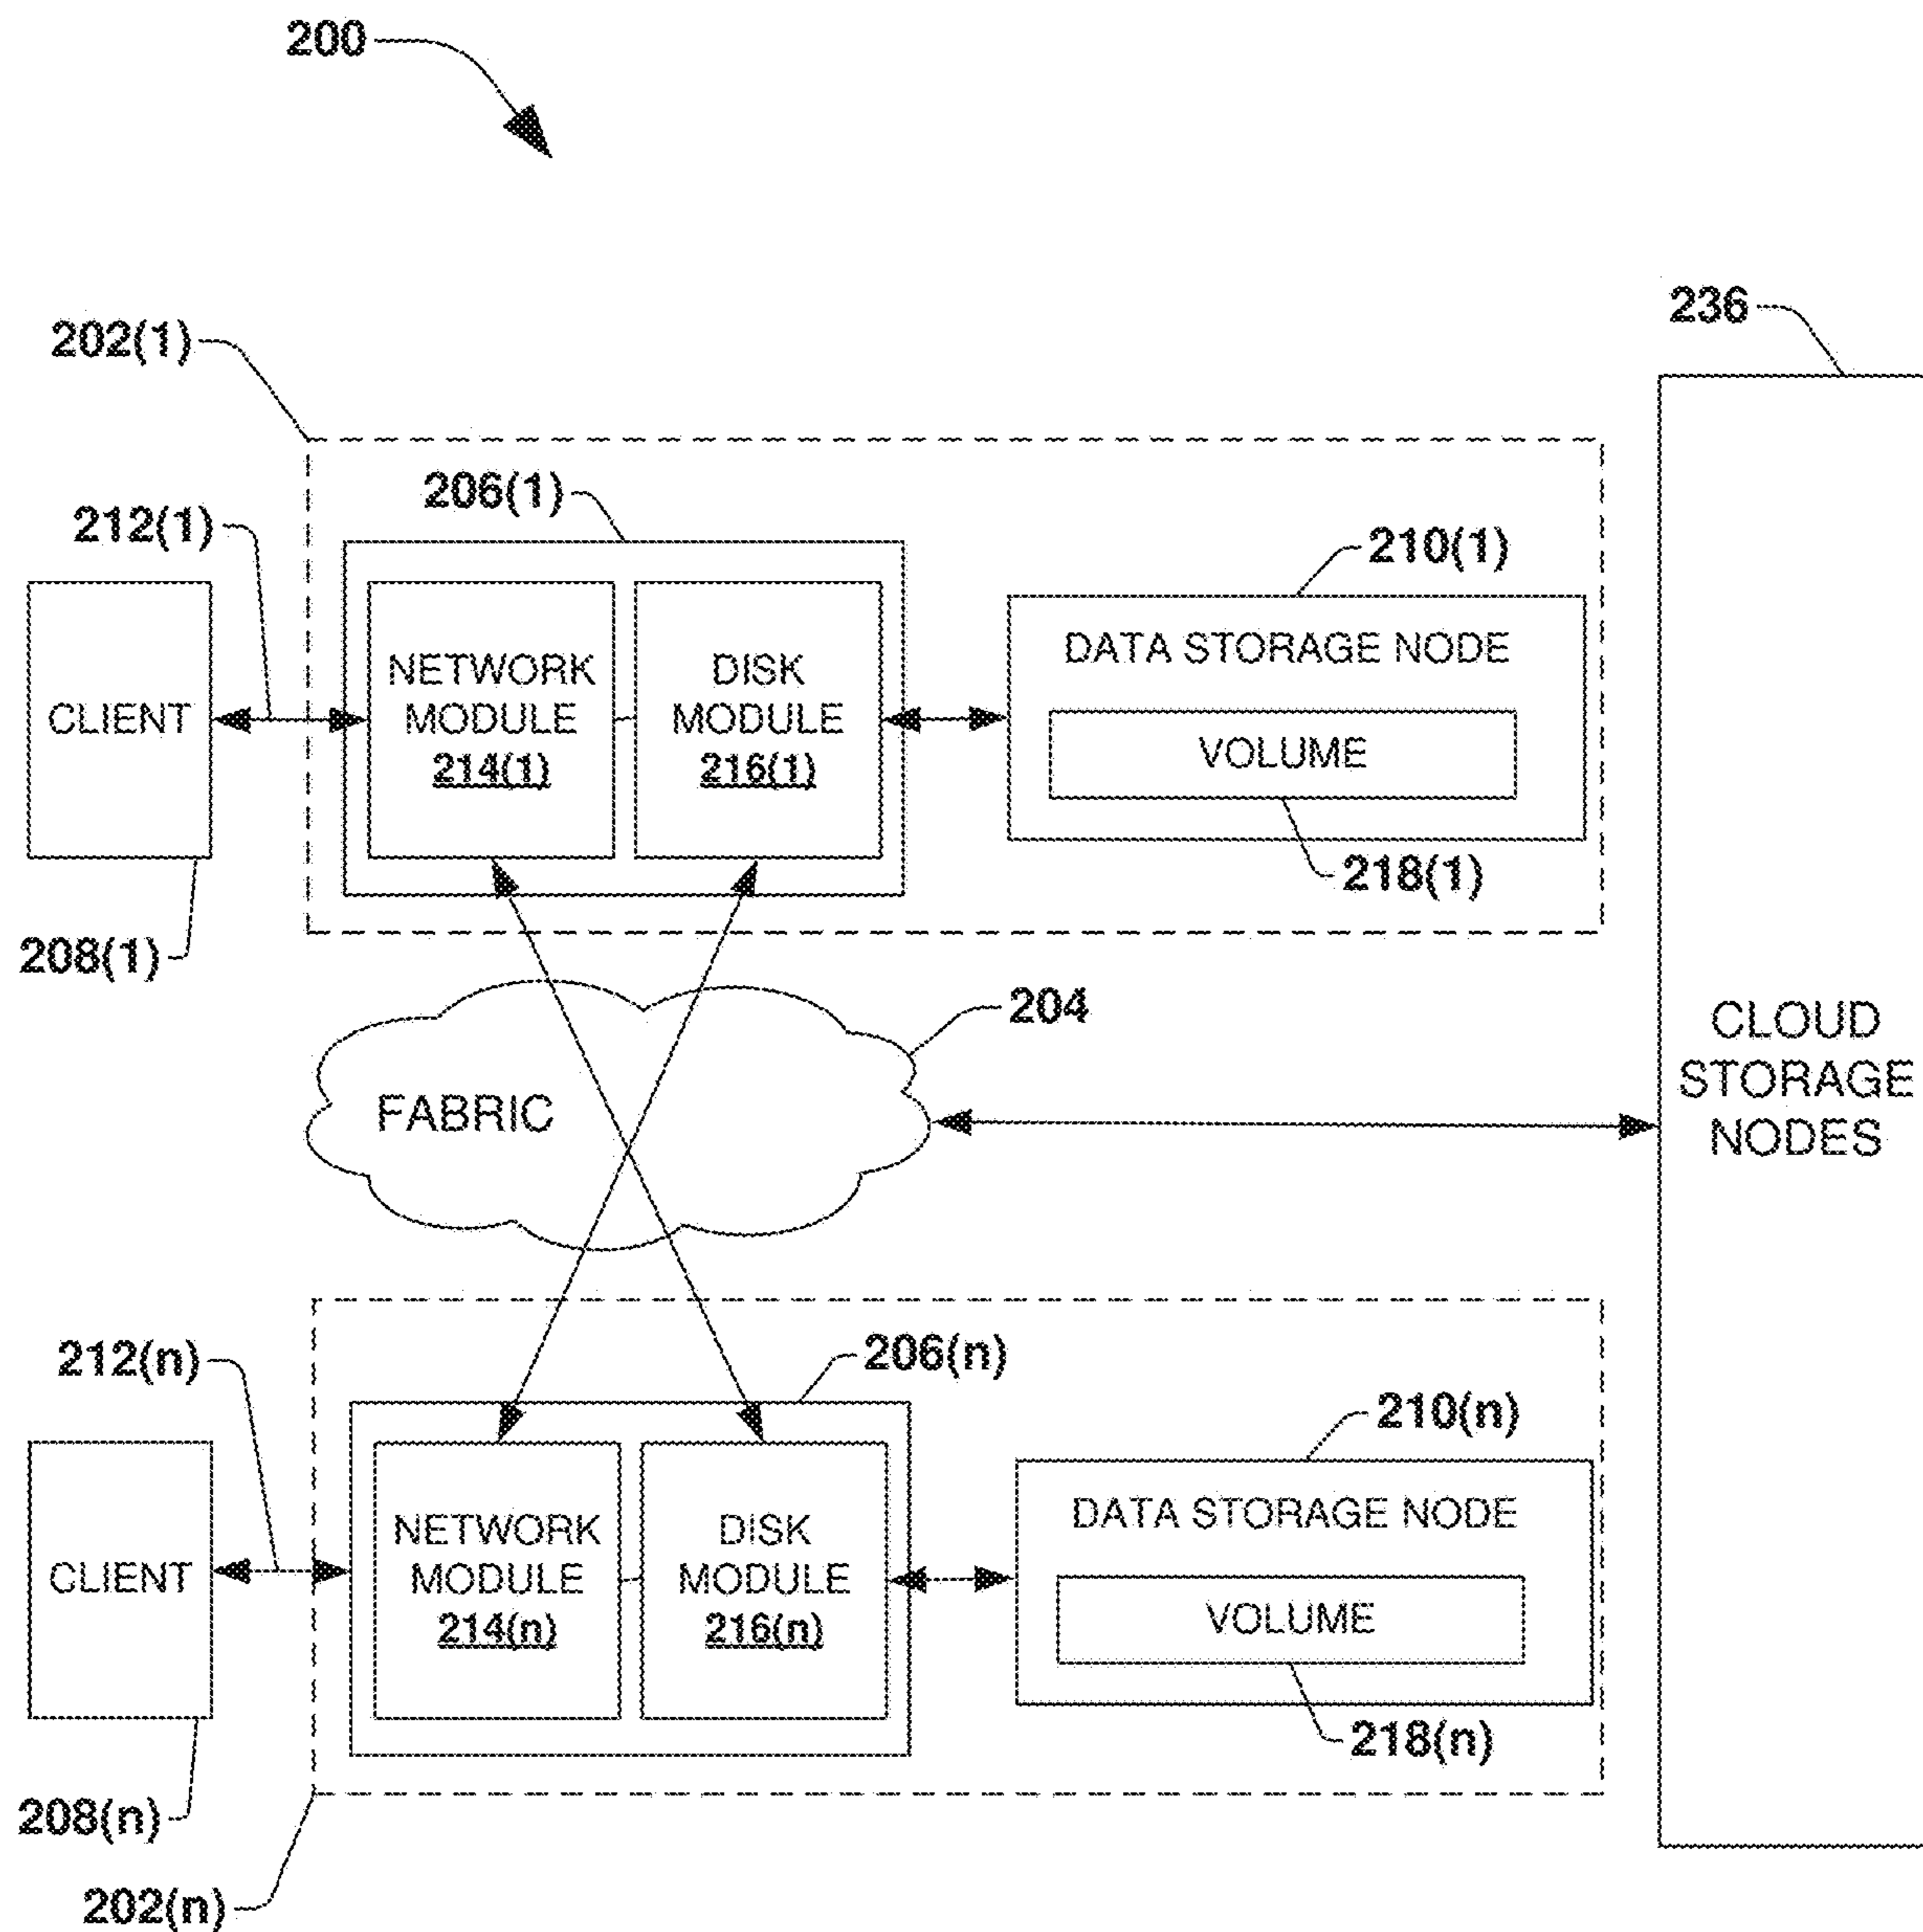 200
236
202(1)
206(1)
212(1)
210(1)
CLIENT
NETWORK
MODULE
214(1)
DISK
MODULE
216(1)
DATA STORAGE NODE
VOLUME
218(1)
208(1)
204
FABRIC
CLOUD
STORAGE
NODES
212(n)
206(n)
210(n)
CLIENT
NETWORK
MODULE
214(n)
DISK
MODULE
216(n)
DATA STORAGE NODE
VOLUME
218(n)
208(n)
202(n)